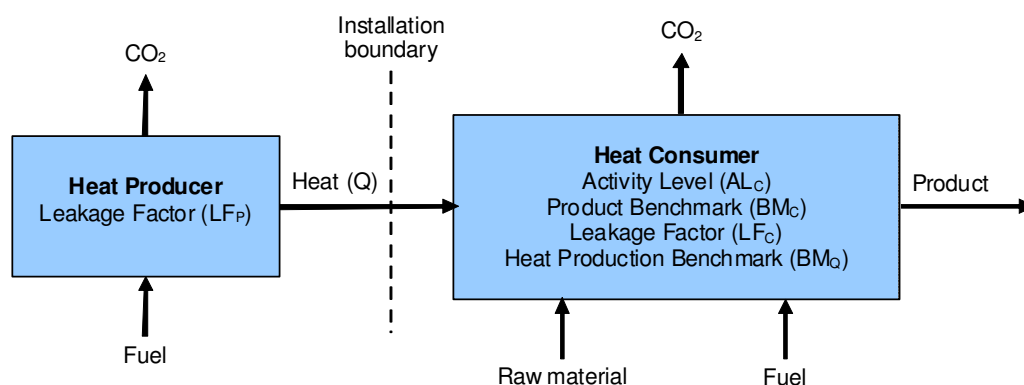 Installation
boundary
CO₂
CO₂
Heat Producer
Leakage Factor (LFP)
Heat (Q)
Heat Consumer
Activity Level (ALC)
Product Benchmark (BMC)
Leakage Factor (LFC)
Heat Production Benchmark (BMQ)
Product
Fuel
Raw material
Fuel